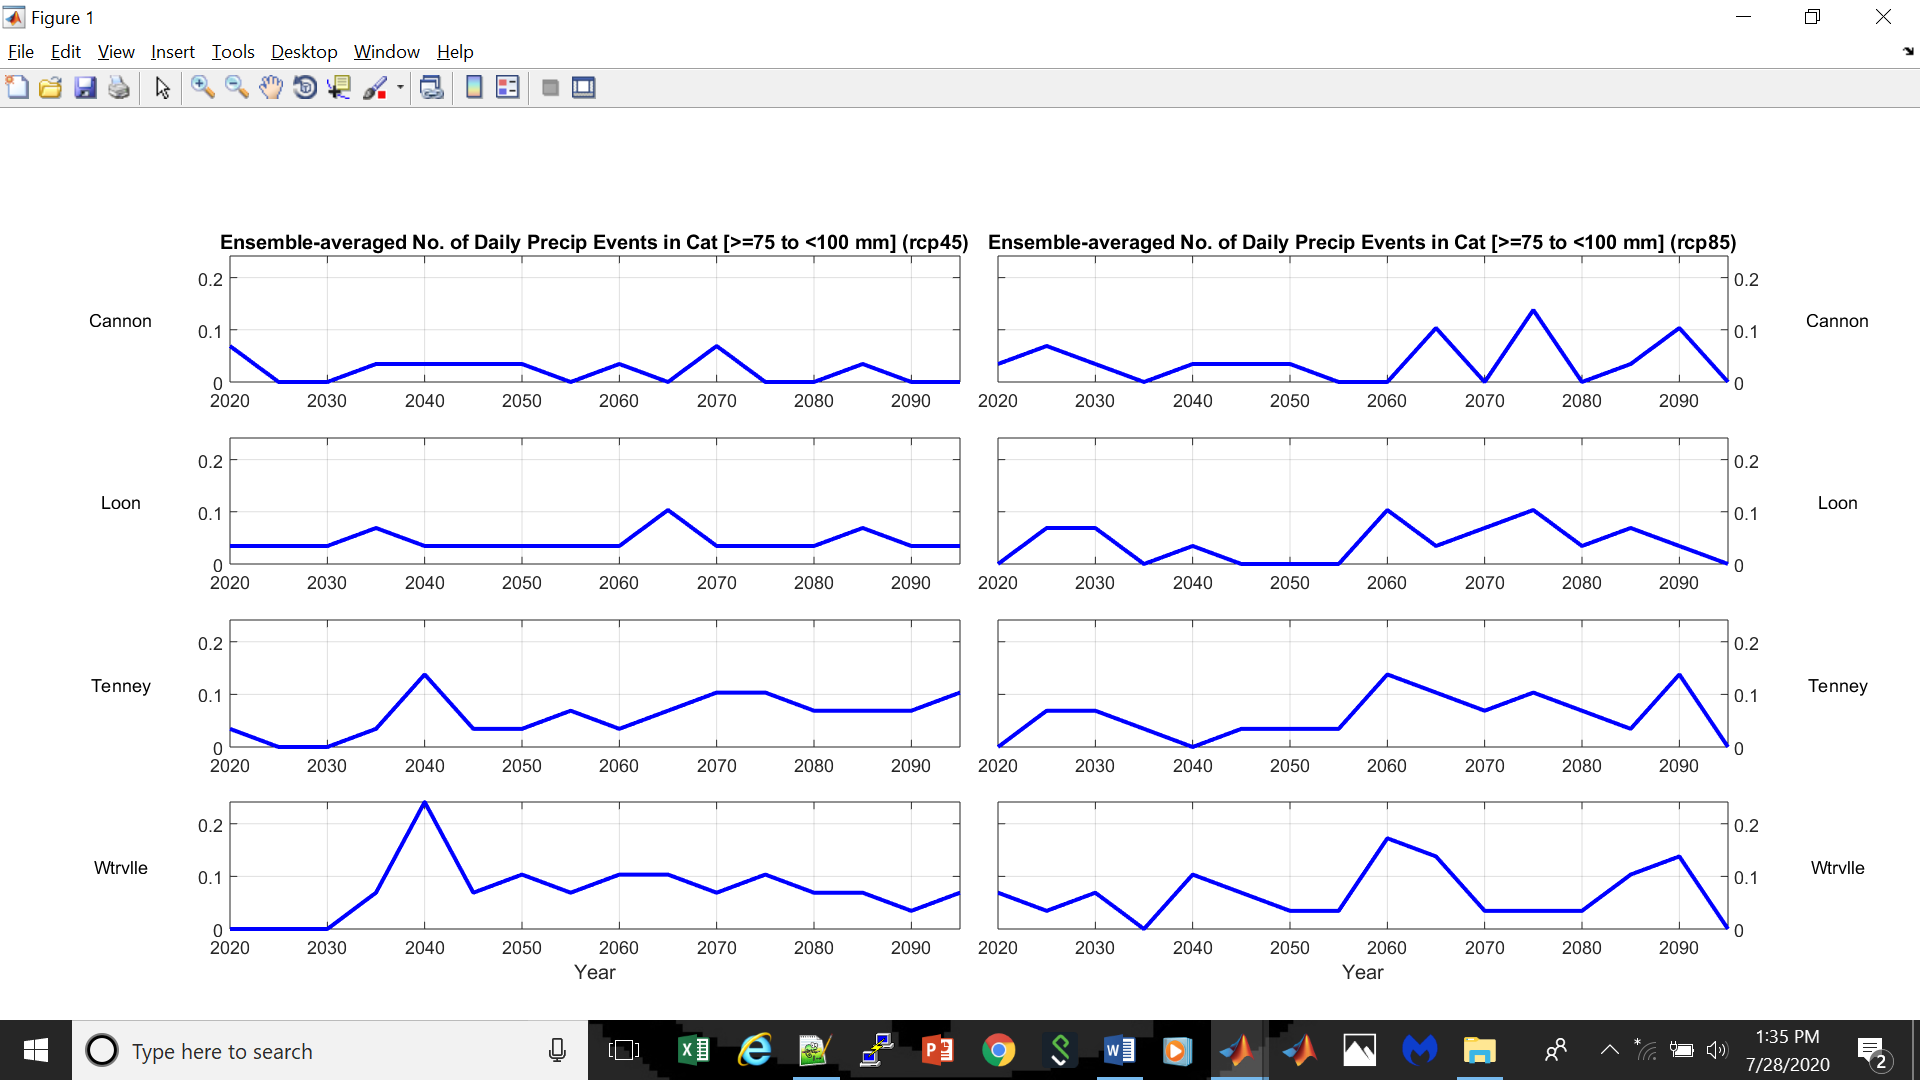 Figure 1
File Edit View Insert Tools Desktop Window Help
Ensemble-averaged No. of Daily Precip Events in Cat [>=75 to <100 mm] (rcp45) Ensemble-averaged No. of Daily Precip Events in Cat [>=75 to <100 mm] (rcp85)
0.2 0.2
Cannon 0.1 0.1 Cannon
0 0
2020 2030 2040 2050 2060 2070 2080 2090 2020 2030 2040 2050 2060 2070 2080 2090
0.2 0.2
Loon 0.1 0.1 Loon
0 0
2020 2030 2040 2050 2060 2070 2080 2090 2020 2030 2040 2050 2060 2070 2080 2090
0.2 0.2
Tenney 0.1 0.1 Tenney
0 0
2020 2030 2040 2050 2060 2070 2080 2090 2020 2030 2040 2050 2060 2070 2080 2090
0.2 0.2
Wtrvlle 0.1 0.1 Wtrvlle
0 0
2020 2030 2040 2050 2060 2070 2080 2090 2020 2030 2040 2050 2060 2070 2080 2090
Year Year
Type here to search
1:35 PM
7/28/2020
2